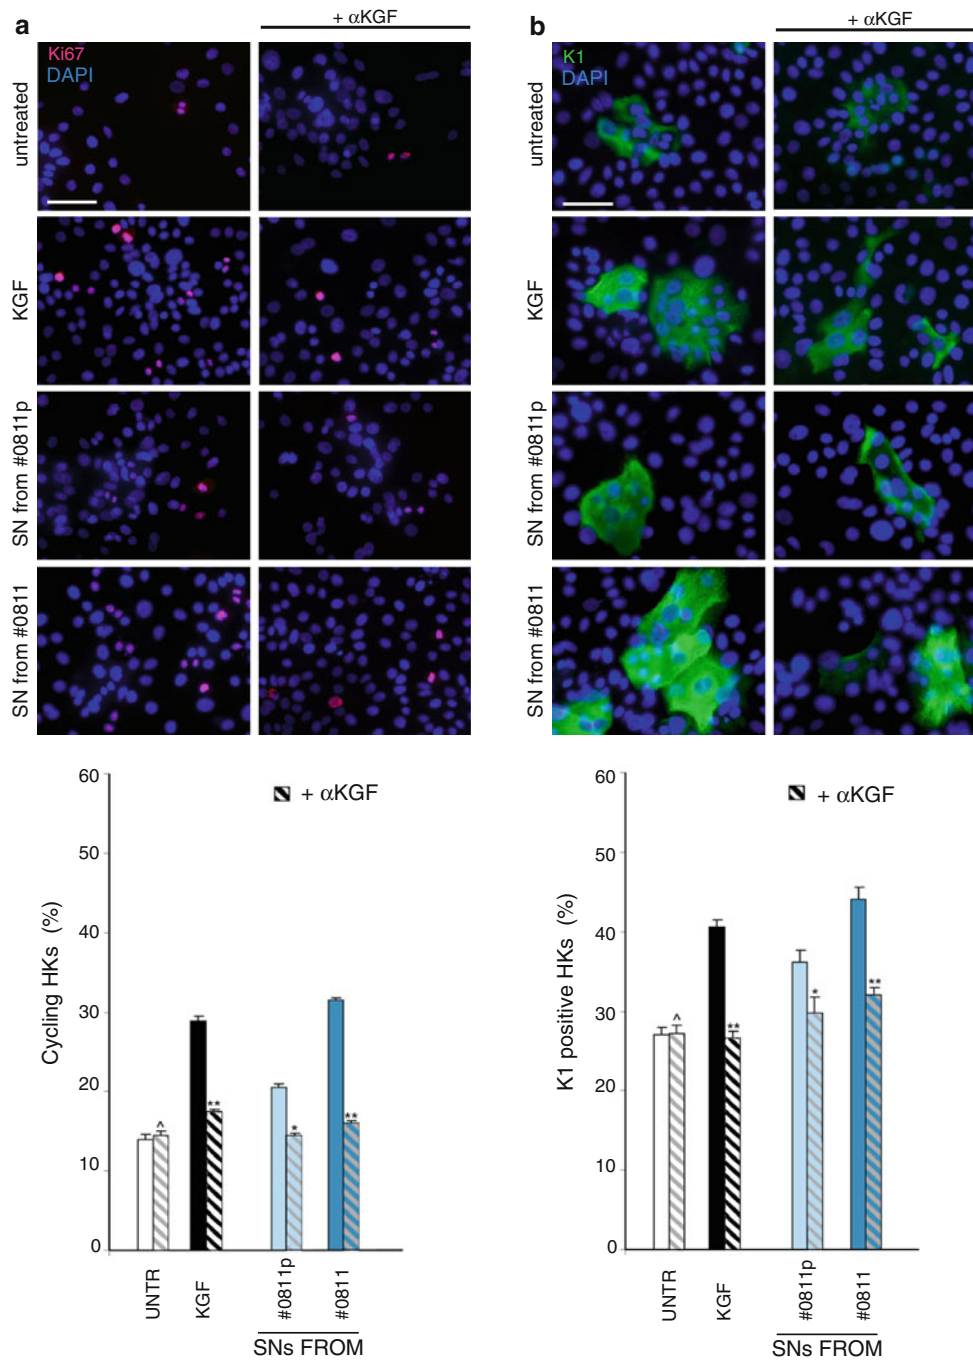 a
+ αKGF
b
+ αKGF
Ki67
DAPI
K1
DAPI
untreated
KGF
SN from #0811p
SN from #0811
untreated
KGF
SN from #0811p
SN from #0811
+ αKGF
Cycling HKs (%)
60
50
40
30
20
10
0
^
**
*
**
UNTR
KGF
#0811p
#0811
SNs FROM
+ αKGF
K1 positive HKs (%)
60
50
40
30
20
10
0
^
**
*
**
UNTR
KGF
#0811p
#0811
SNs FROM